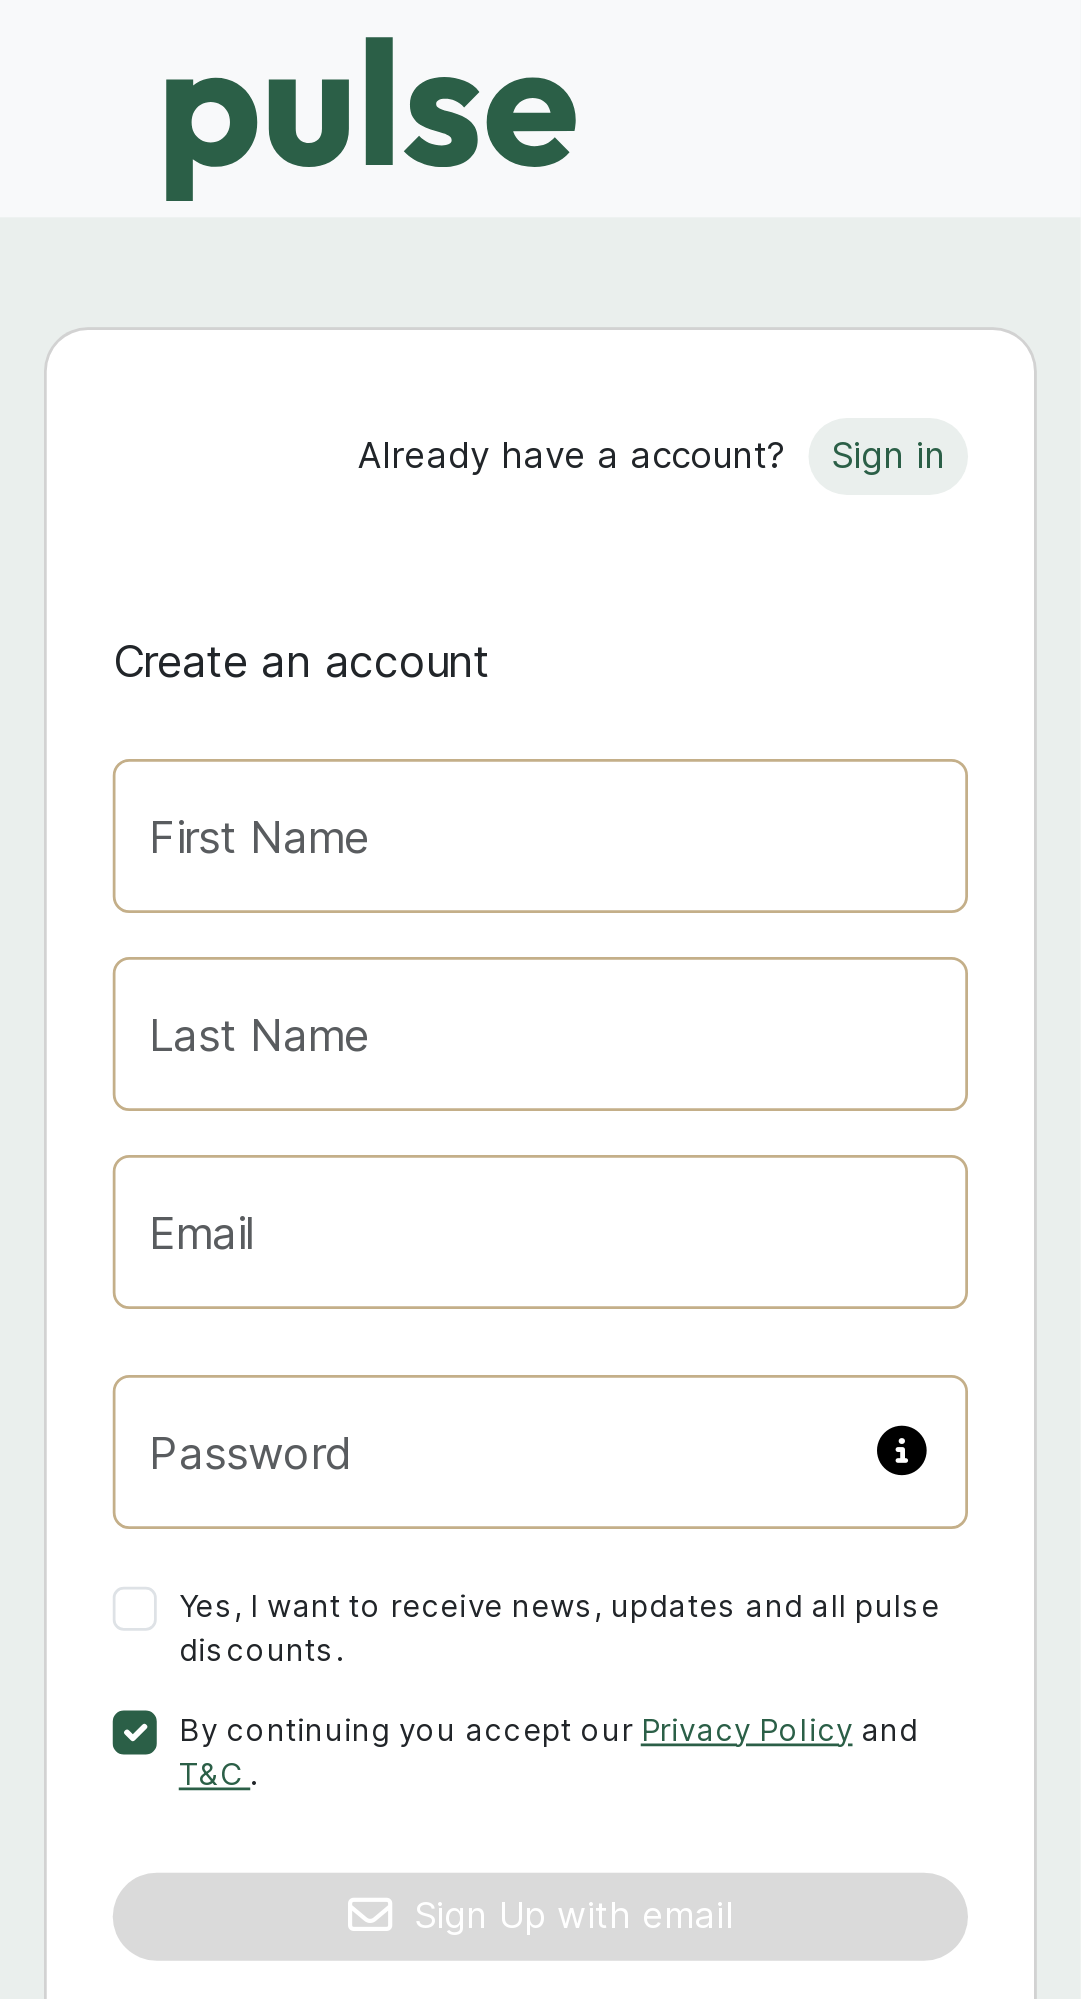 pulse
Already have a account? Sign in
Create an account
First Name
Last Name
Email
Password
Yes, I want to receive news, updates and all pulse
discounts.
By continuing you accept our Privacy Policy and
T&C .
Sign Up with email